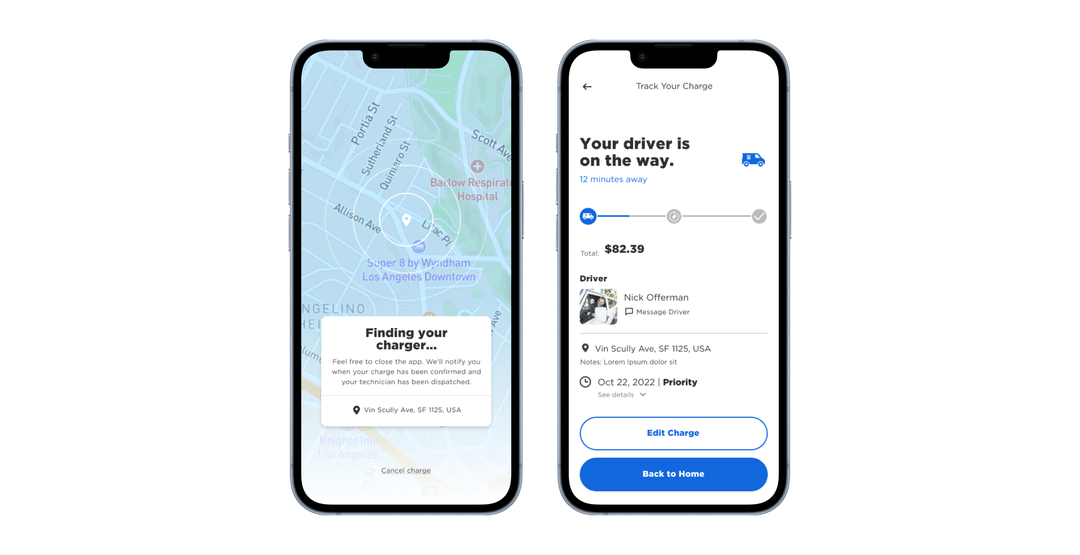 Portia St
Sutherland St
Quintero St
Scott Ave
Barlow Respirat
Hospital
Allison Ave
Lilac Pl
Super 8 by Wyndham
Los Angeles Downtown
NGELINO
HEI
Finding your
charger...
Feel free to close the app. We'll notify you
when your charge has been confirmed and
your technician has been dispatched.
Vin Scully Ave, SF 1125, USA
Knights Inn
Los Angeles
Cancel charge
Track Your Charge
Your driver is
on the way.
12 minutes away
Total: $82.39
Driver
Nick Offerman
Message Driver
Vin Scully Ave, SF 1125, USA
Notes: Lorem Ipsum dolor sit
Oct 22, 2022 | Priority
See details
Edit Charge
Back to Home